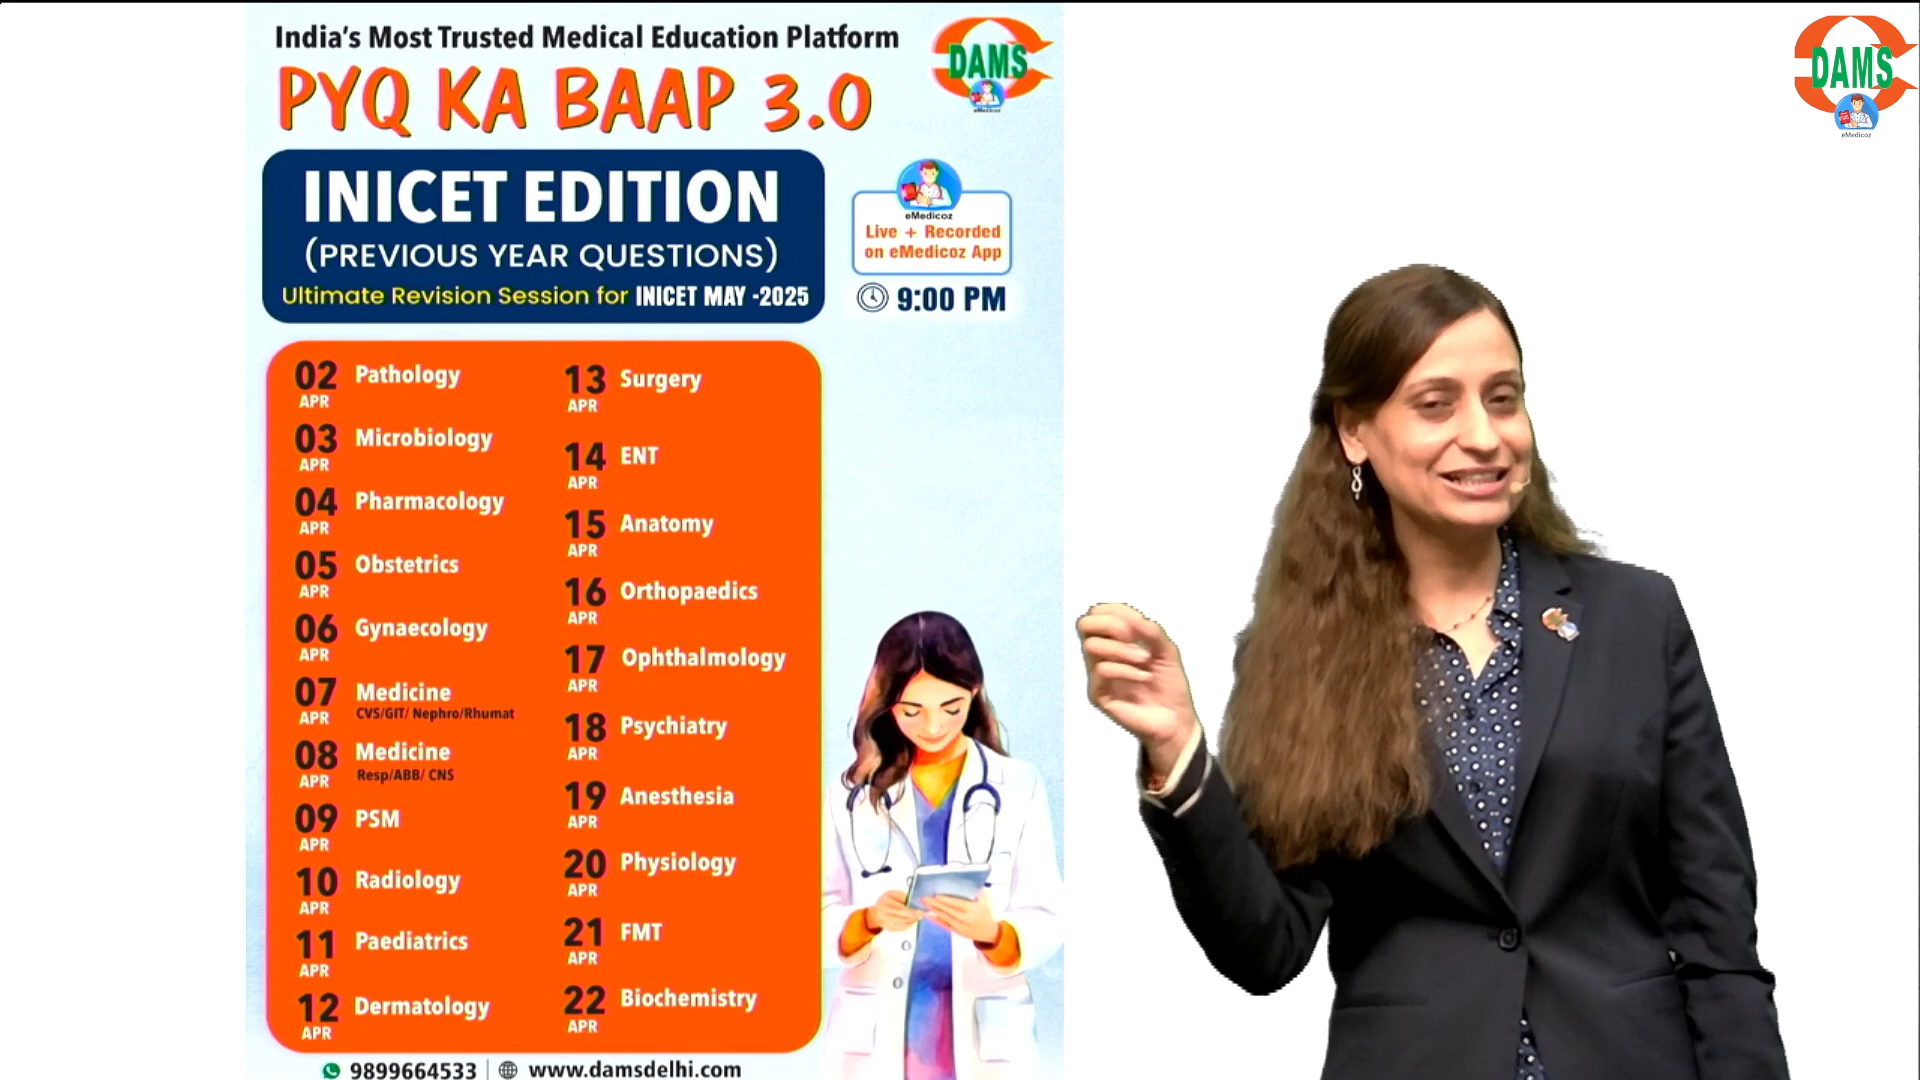 India's Most Trusted Medical Education Platform
PYQ KA BAAP 3.0
DAMS
eMedicoz
INICET EDITION
(PREVIOUS YEAR QUESTIONS)
Ultimate Revision Session for INICET MAY -2025
eMedicoz
Live + Recorded
on eMedicoz App
9:00 PM
02 APR Pathology
03 APR Microbiology
04 APR Pharmacology
05 APR Obstetrics
06 APR Gynaecology
07 APR Medicine
CVS/GIT/ Nephro/Rhumat
08 APR Medicine
Resp/ABB/ CNS
09 APR PSM
10 APR Radiology
11 APR Paediatrics
12 APR Dermatology
13 APR Surgery
14 APR ENT
15 APR Anatomy
16 APR Orthopaedics
17 APR Ophthalmology
18 APR Psychiatry
19 APR Anesthesia
20 APR Physiology
21 APR FMT
22 APR Biochemistry
9899664533 | www.damsdelhi.com
DAMS
eMedicoz